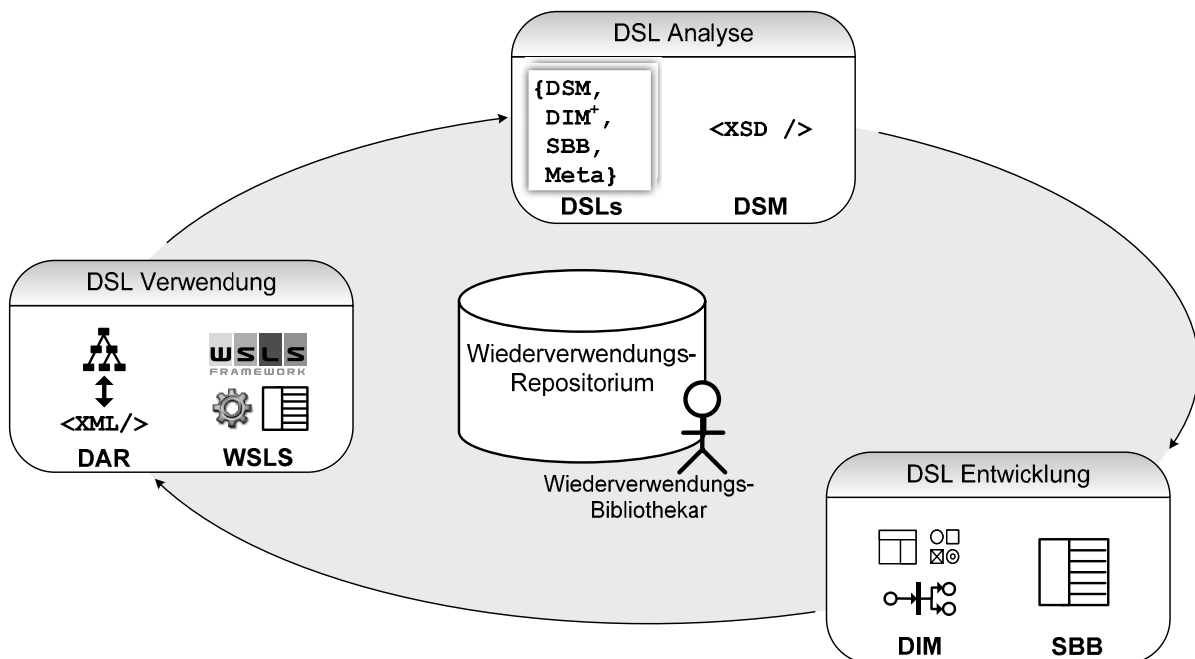 DSL Analyse
{DSM,
DIM+,
SBB,
Meta}
<XSD />
DSLs
DSM
DSL Verwendung
WSLS
FRAMEWORK
<XML/>
DAR
WSLS
Wiederverwendungs-
Repositorium
Wiederverwendungs-
Bibliothekar
DSL Entwicklung
DIM
SBB